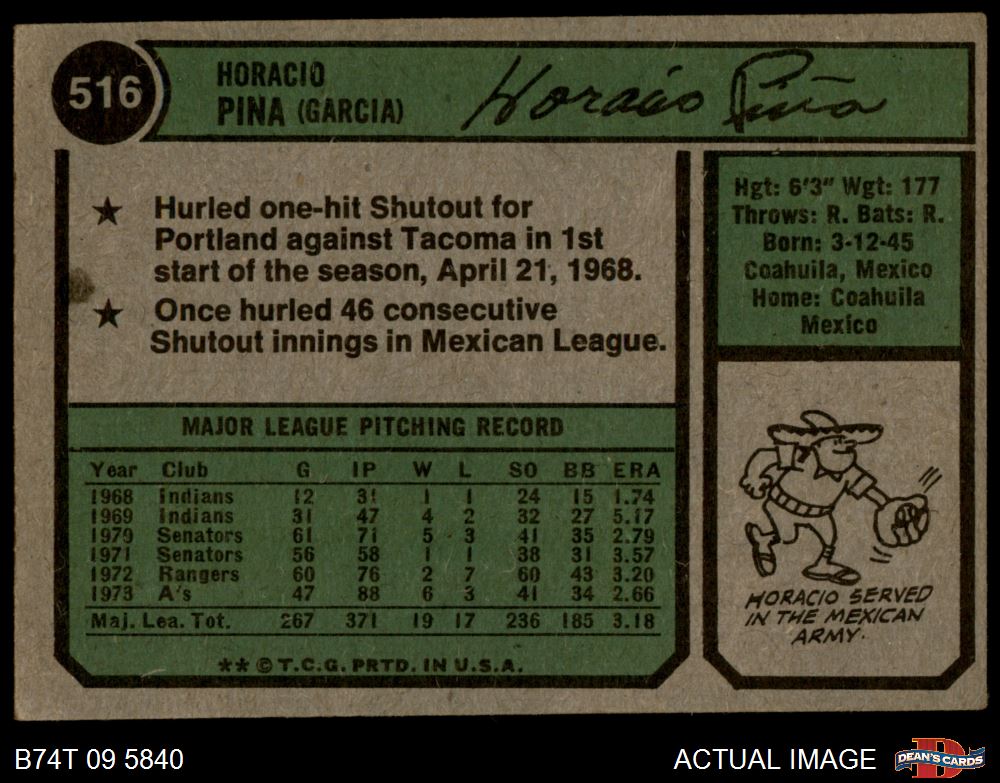 516
HORACIO
PINA (GARCIA)
Horacio Piña
★ Hurled one-hit Shutout for
Portland against Tacoma in 1st
start of the season, April 21, 1968.
★ Once hurled 46 consecutive
Shutout innings in Mexican League.
Hgt: 6'3" Wgt: 177
Throws: R. Bats: R.
Born: 3-12-45
Coahuila, Mexico
Home: Coahuila
Mexico
MAJOR LEAGUE PITCHING RECORD
Year Club G IP W L SO BB ERA
1968 Indians 12 31 1 1 24 15 1.74
1969 Indians 31 47 4 2 32 27 5.17
1970 Senators 61 71 5 3 41 35 2.79
1971 Senators 56 58 1 1 38 31 3.57
1972 Rangers 60 76 2 7 60 43 3.20
1973 A's 47 88 6 3 41 34 2.66
Maj. Lea. Tot. 267 371 19 17 236 185 3.18
** © T.C.G. PRTD. IN U.S.A.
HORACIO SERVED
IN THE MEXICAN
ARMY.
B74T 09 5840
ACTUAL IMAGE
DEAN'S CARDS